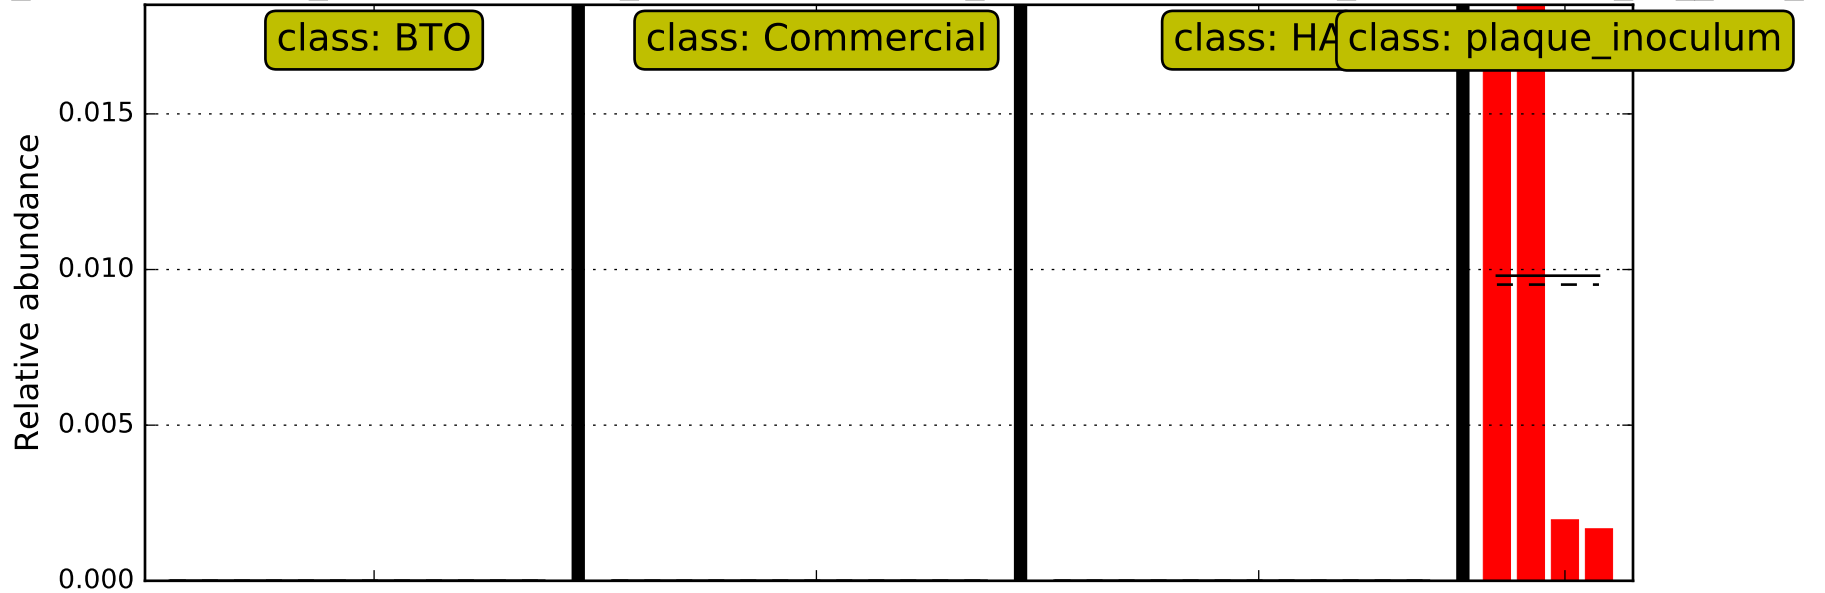 class: BTO
class: Commercial
class: HA
class: plaque_inoculum
Relative abundance
0.015
0.010
0.005
0.000